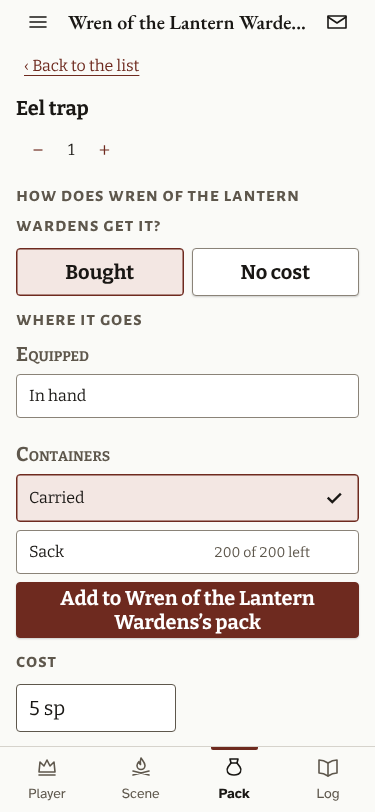 Wren of the Lantern Warde...
‹ Back to the list
Eel trap
− 1 +
HOW DOES WREN OF THE LANTERN
WARDENS GET IT?
Bought No cost
WHERE IT GOES
Equipped
In hand
Containers
Carried
Sack 200 of 200 left
Add to Wren of the Lantern
Wardens’s pack
COST
5 sp
Player Scene Pack Log